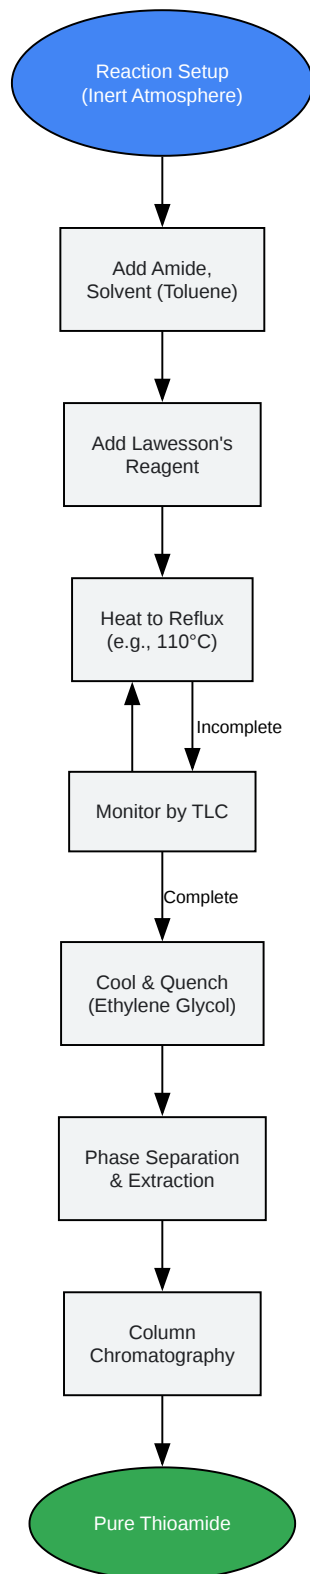 Reaction Setup
(Inert Atmosphere)
Add Amide,
Solvent (Toluene)
Add Lawesson's
Reagent
Heat to Reflux
(e.g., 110°C)
Incomplete
Monitor by TLC
Complete
Cool & Quench
(Ethylene Glycol)
Phase Separation
& Extraction
Column
Chromatography
Pure Thioamide